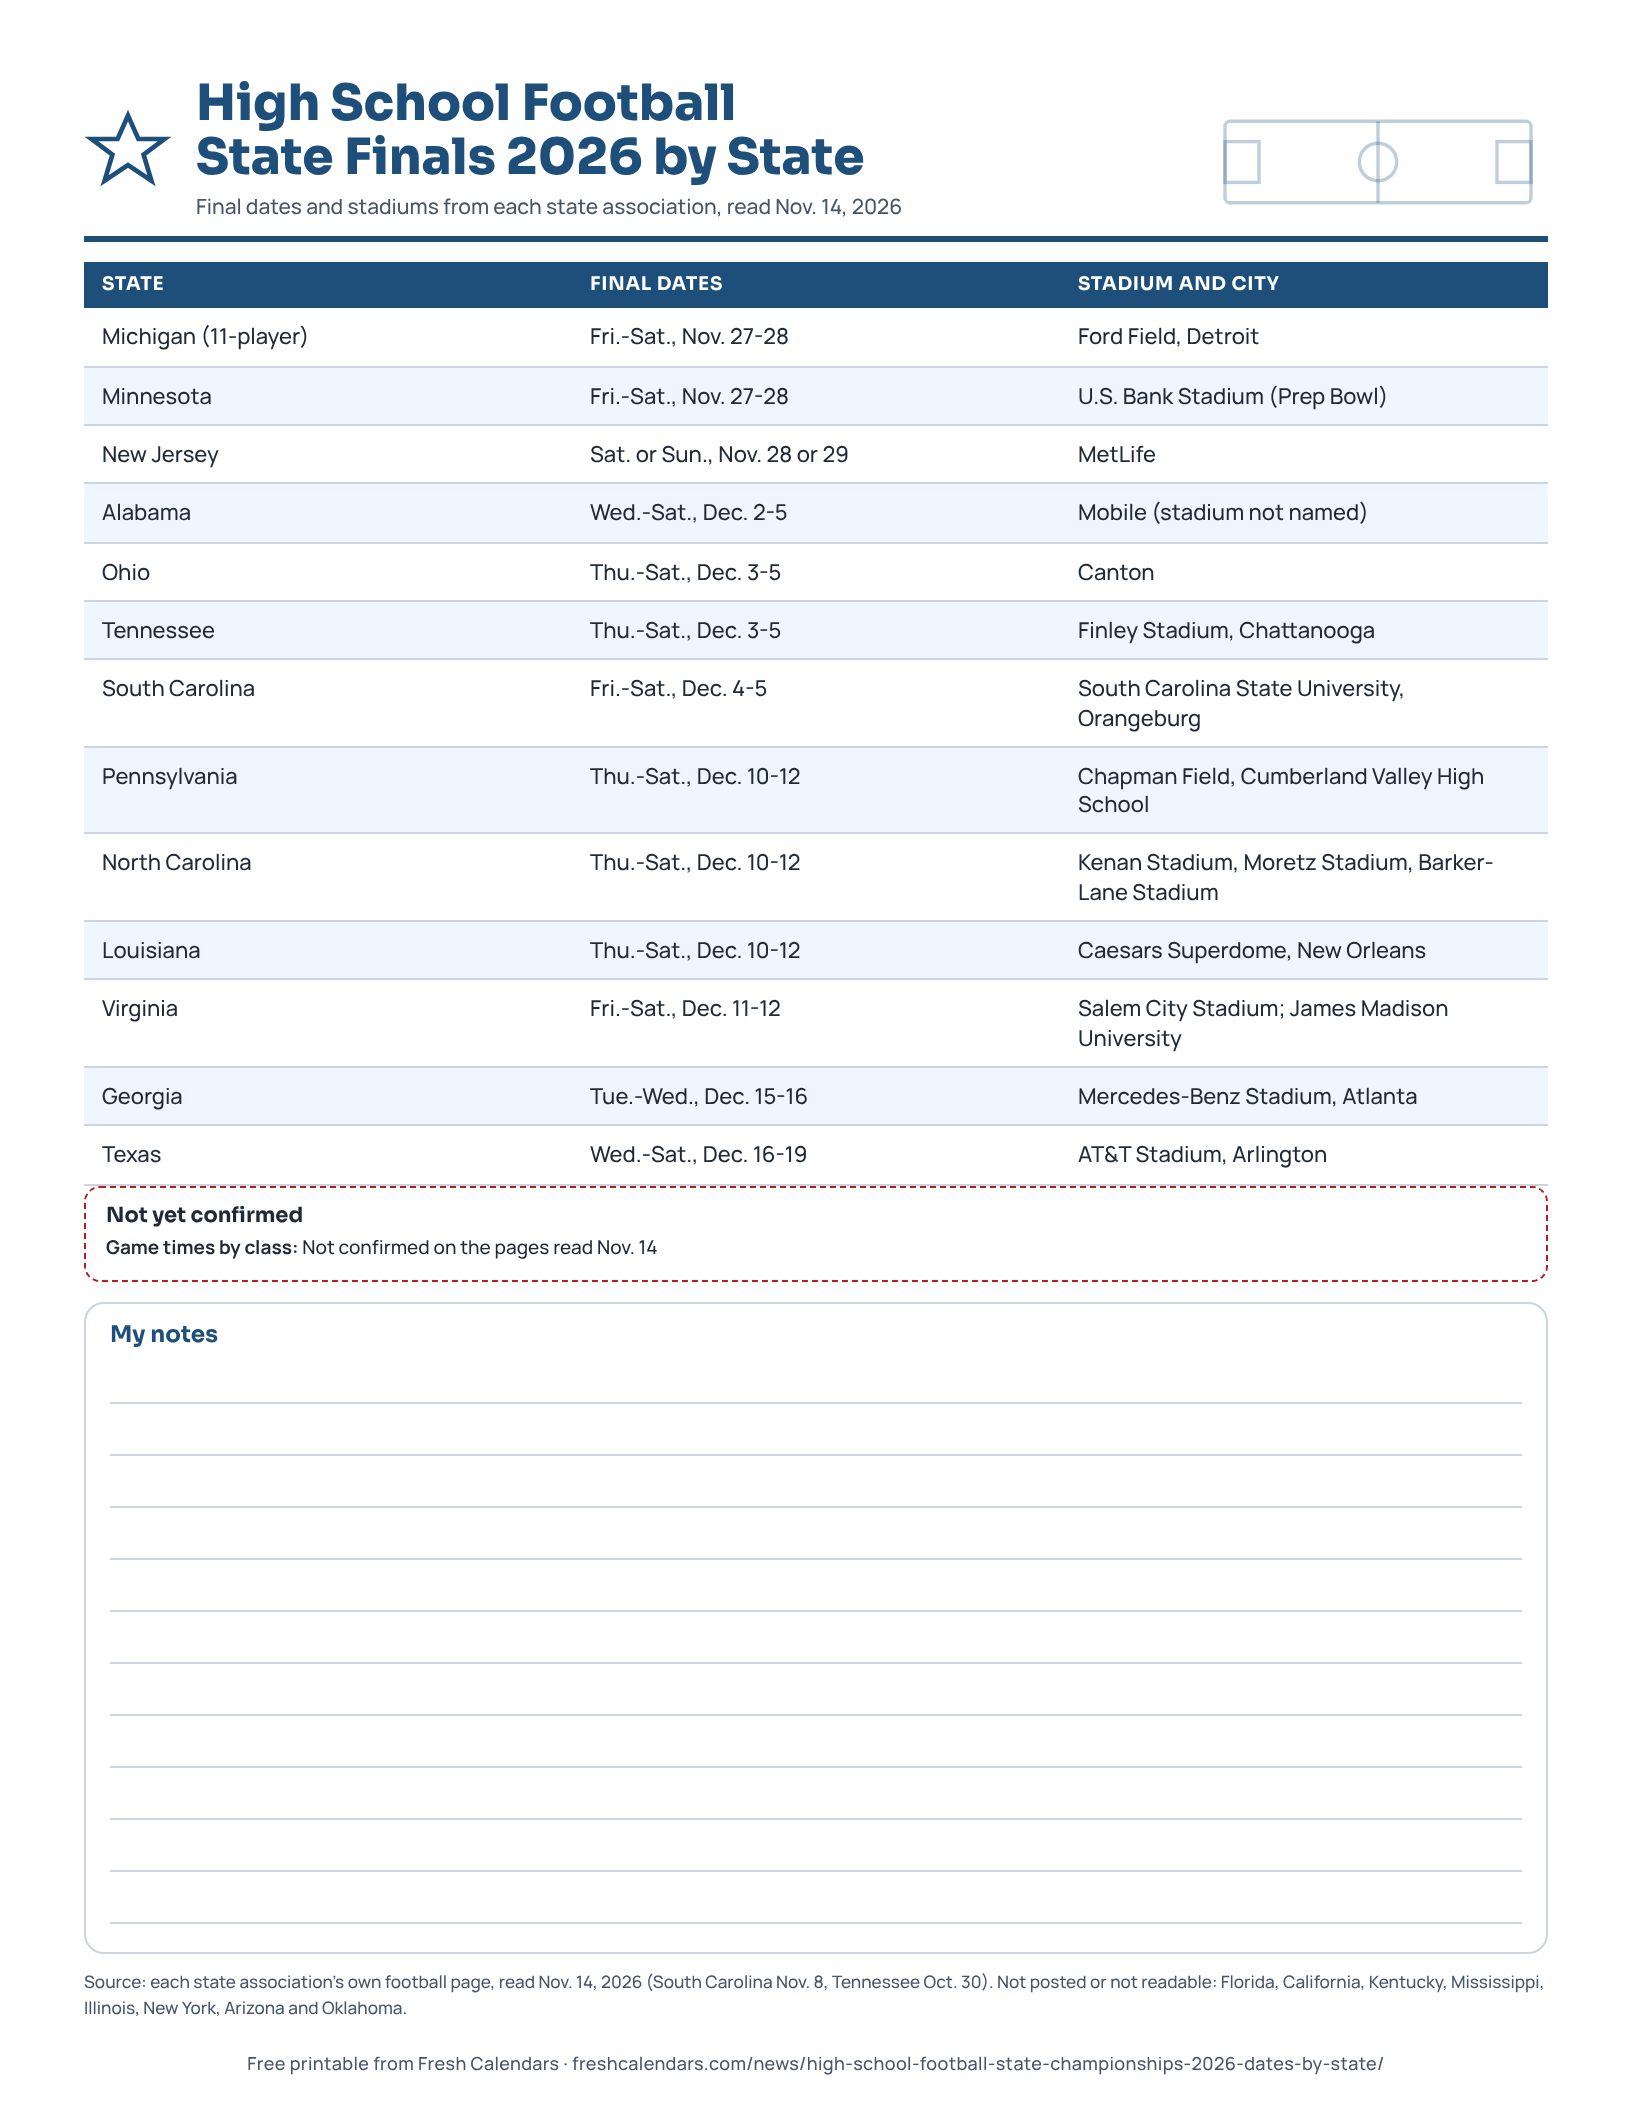 High School Football
State Finals 2026 by State
Final dates and stadiums from each state association, read Nov. 14, 2026
STATE FINAL DATES STADIUM AND CITY
Michigan (11-player) Fri.-Sat., Nov. 27-28 Ford Field, Detroit
Minnesota Fri.-Sat., Nov. 27-28 U.S. Bank Stadium (Prep Bowl)
New Jersey Sat. or Sun., Nov. 28 or 29 MetLife
Alabama Wed.-Sat., Dec. 2-5 Mobile (stadium not named)
Ohio Thu.-Sat., Dec. 3-5 Canton
Tennessee Thu.-Sat., Dec. 3-5 Finley Stadium, Chattanooga
South Carolina Fri.-Sat., Dec. 4-5 South Carolina State University,
Orangeburg
Pennsylvania Thu.-Sat., Dec. 10-12 Chapman Field, Cumberland Valley High
School
North Carolina Thu.-Sat., Dec. 10-12 Kenan Stadium, Moretz Stadium, Barker-
Lane Stadium
Louisiana Thu.-Sat., Dec. 10-12 Caesars Superdome, New Orleans
Virginia Fri.-Sat., Dec. 11-12 Salem City Stadium; James Madison
University
Georgia Tue.-Wed., Dec. 15-16 Mercedes-Benz Stadium, Atlanta
Texas Wed.-Sat., Dec. 16-19 AT&T Stadium, Arlington
Not yet confirmed
Game times by class: Not confirmed on the pages read Nov. 14
My notes
Source: each state association's own football page, read Nov. 14, 2026 (South Carolina Nov. 8, Tennessee Oct. 30). Not posted or not readable: Florida, California, Kentucky, Mississippi,
Illinois, New York, Arizona and Oklahoma.
Free printable from Fresh Calendars · freshcalendars.com/news/high-school-football-state-championships-2026-dates-by-state/